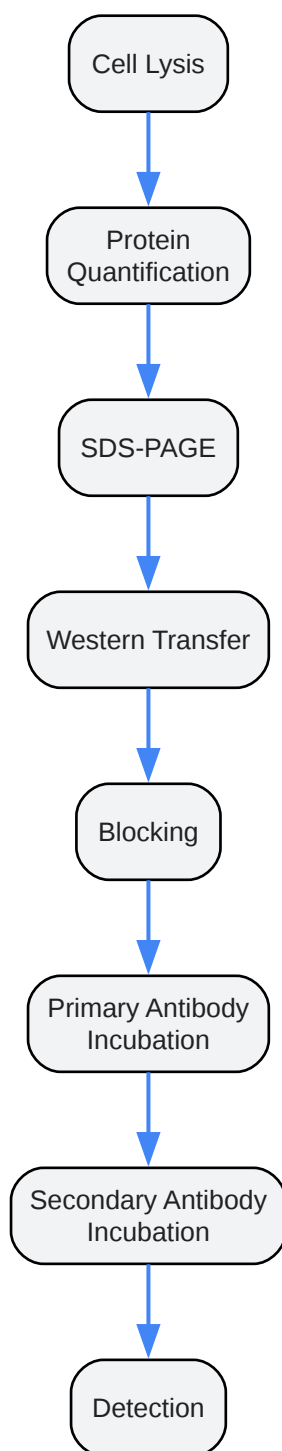 Cell Lysis
Protein
Quantification
SDS-PAGE
Western Transfer
Blocking
Primary Antibody
Incubation
Secondary Antibody
Incubation
Detection